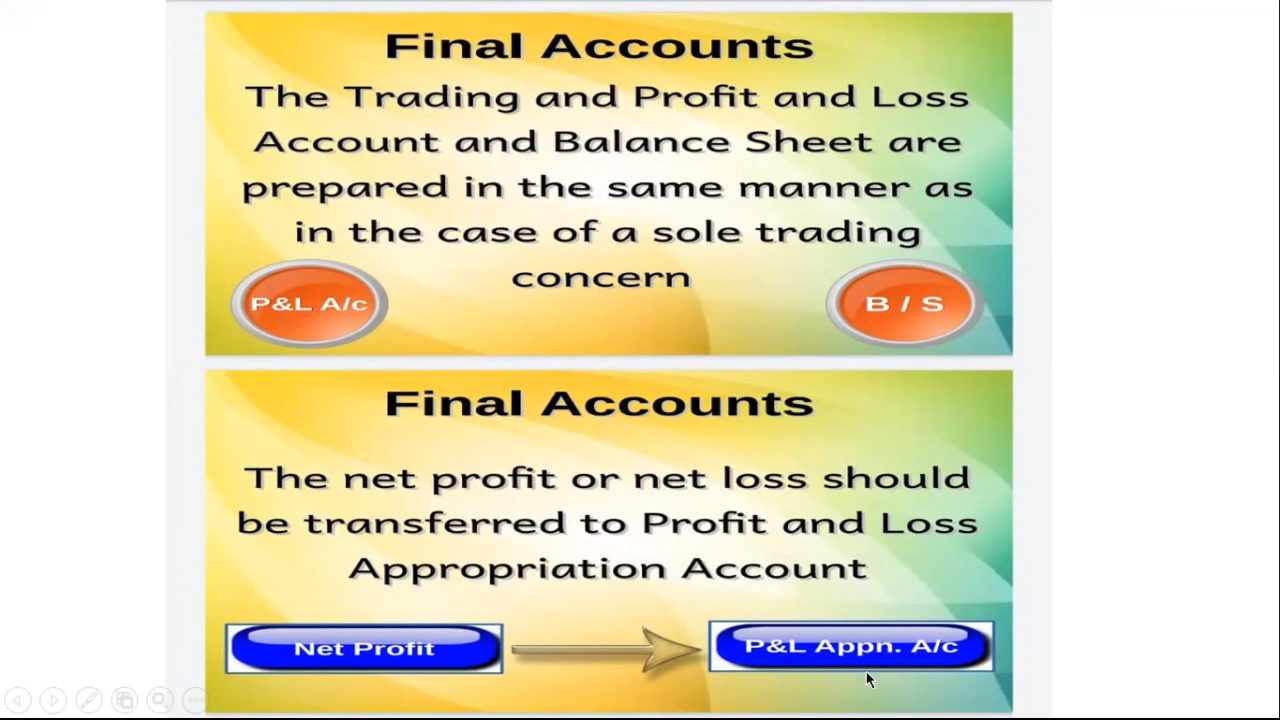 Final Accounts
The Trading and Profit and Loss
Account and Balance Sheet are
prepared in the same manner as
in the case of a sole trading
concern
P&L A/c
B / S
Final Accounts
The net profit or net loss should
be transferred to Profit and Loss
Appropriation Account
Net Profit
P&L Appn. A/c